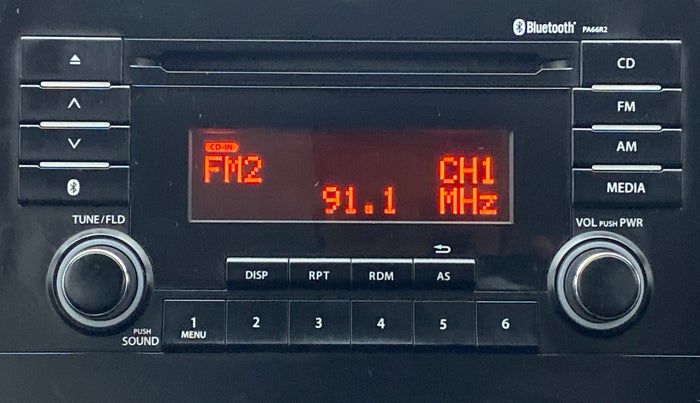 Bluetooth PA66R2
CD
FM
AM
MEDIA
CD-IN
FM2 CH1
91.1 MHz
TUNE/FLD
VOL PUSH PWR
DISP RPT RDM AS
PUSH
SOUND
1 2 3 4 5 6
MENU